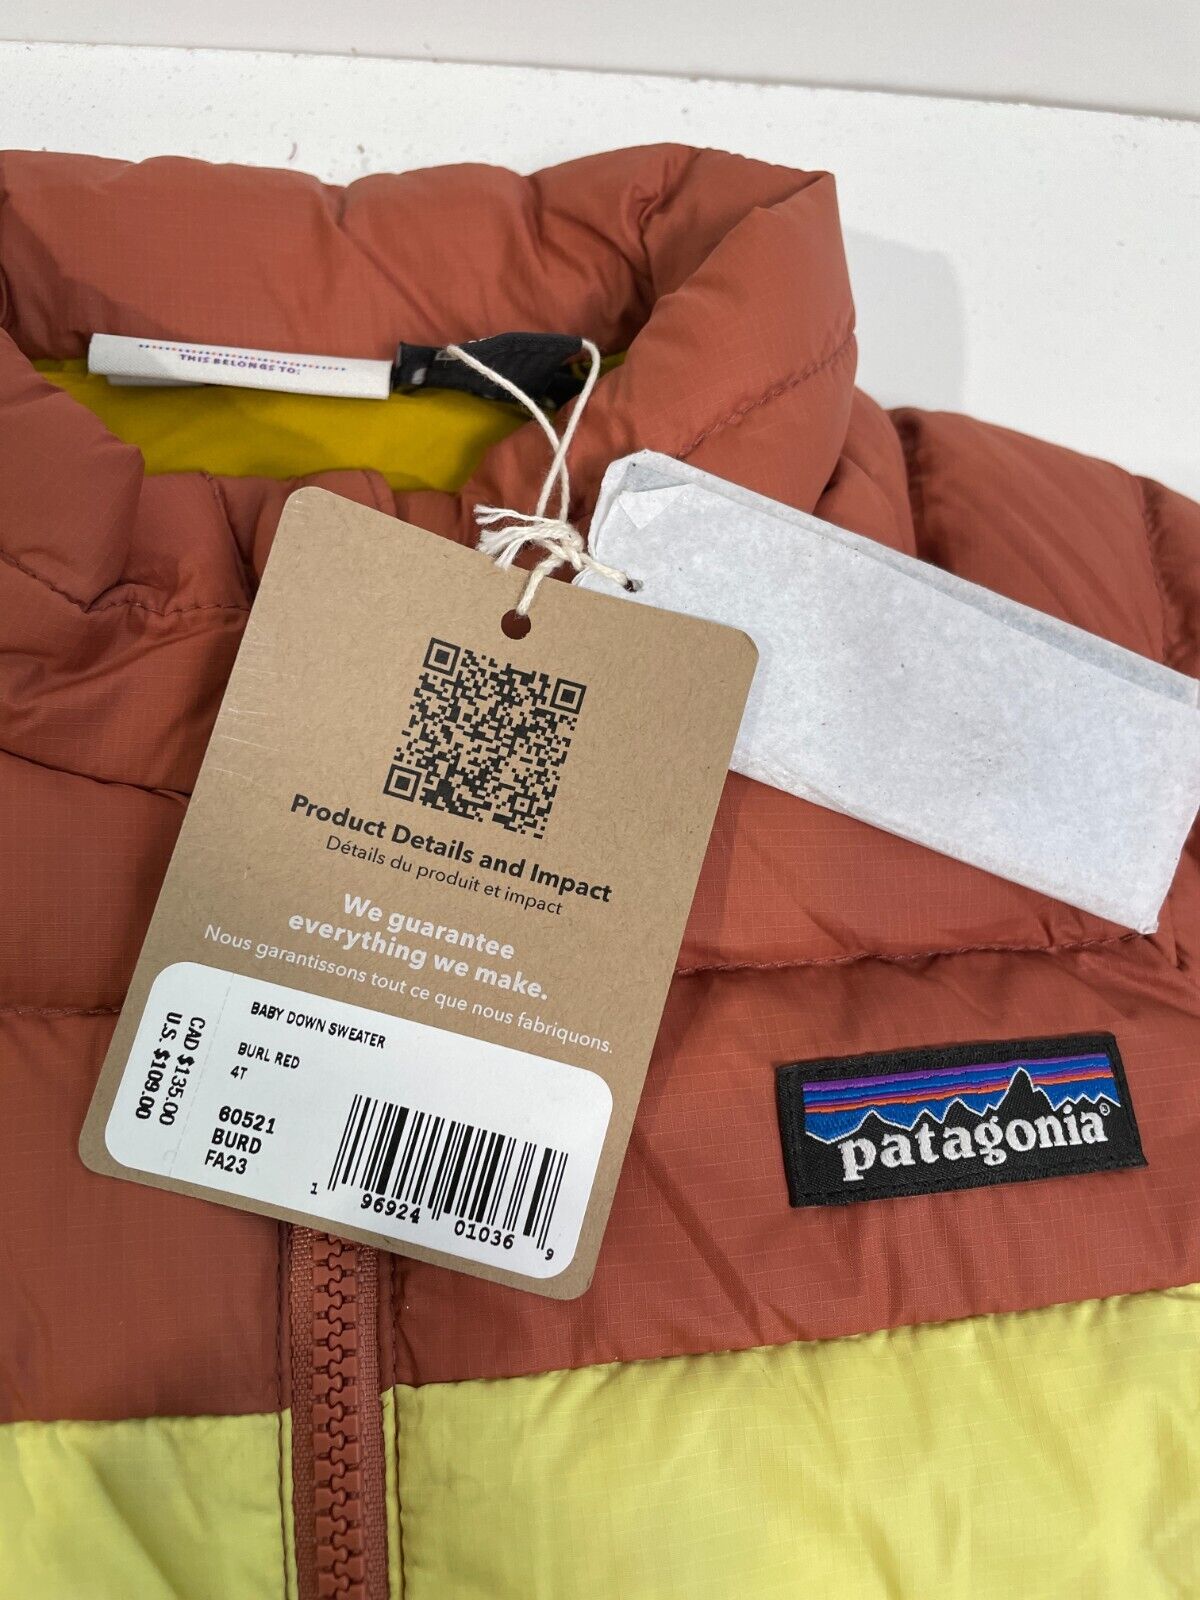 THIS BELONGS TO:
Product Details and Impact
Détails du produit et impact
We guarantee
everything we make.
Nous garantissons tout ce que nous fabriquons.
CAD $135.00
U.S. $109.00
BABY DOWN SWEATER
BURL RED
4T
60521
BURD
FA23
1 96924 01036 9
patagonia®